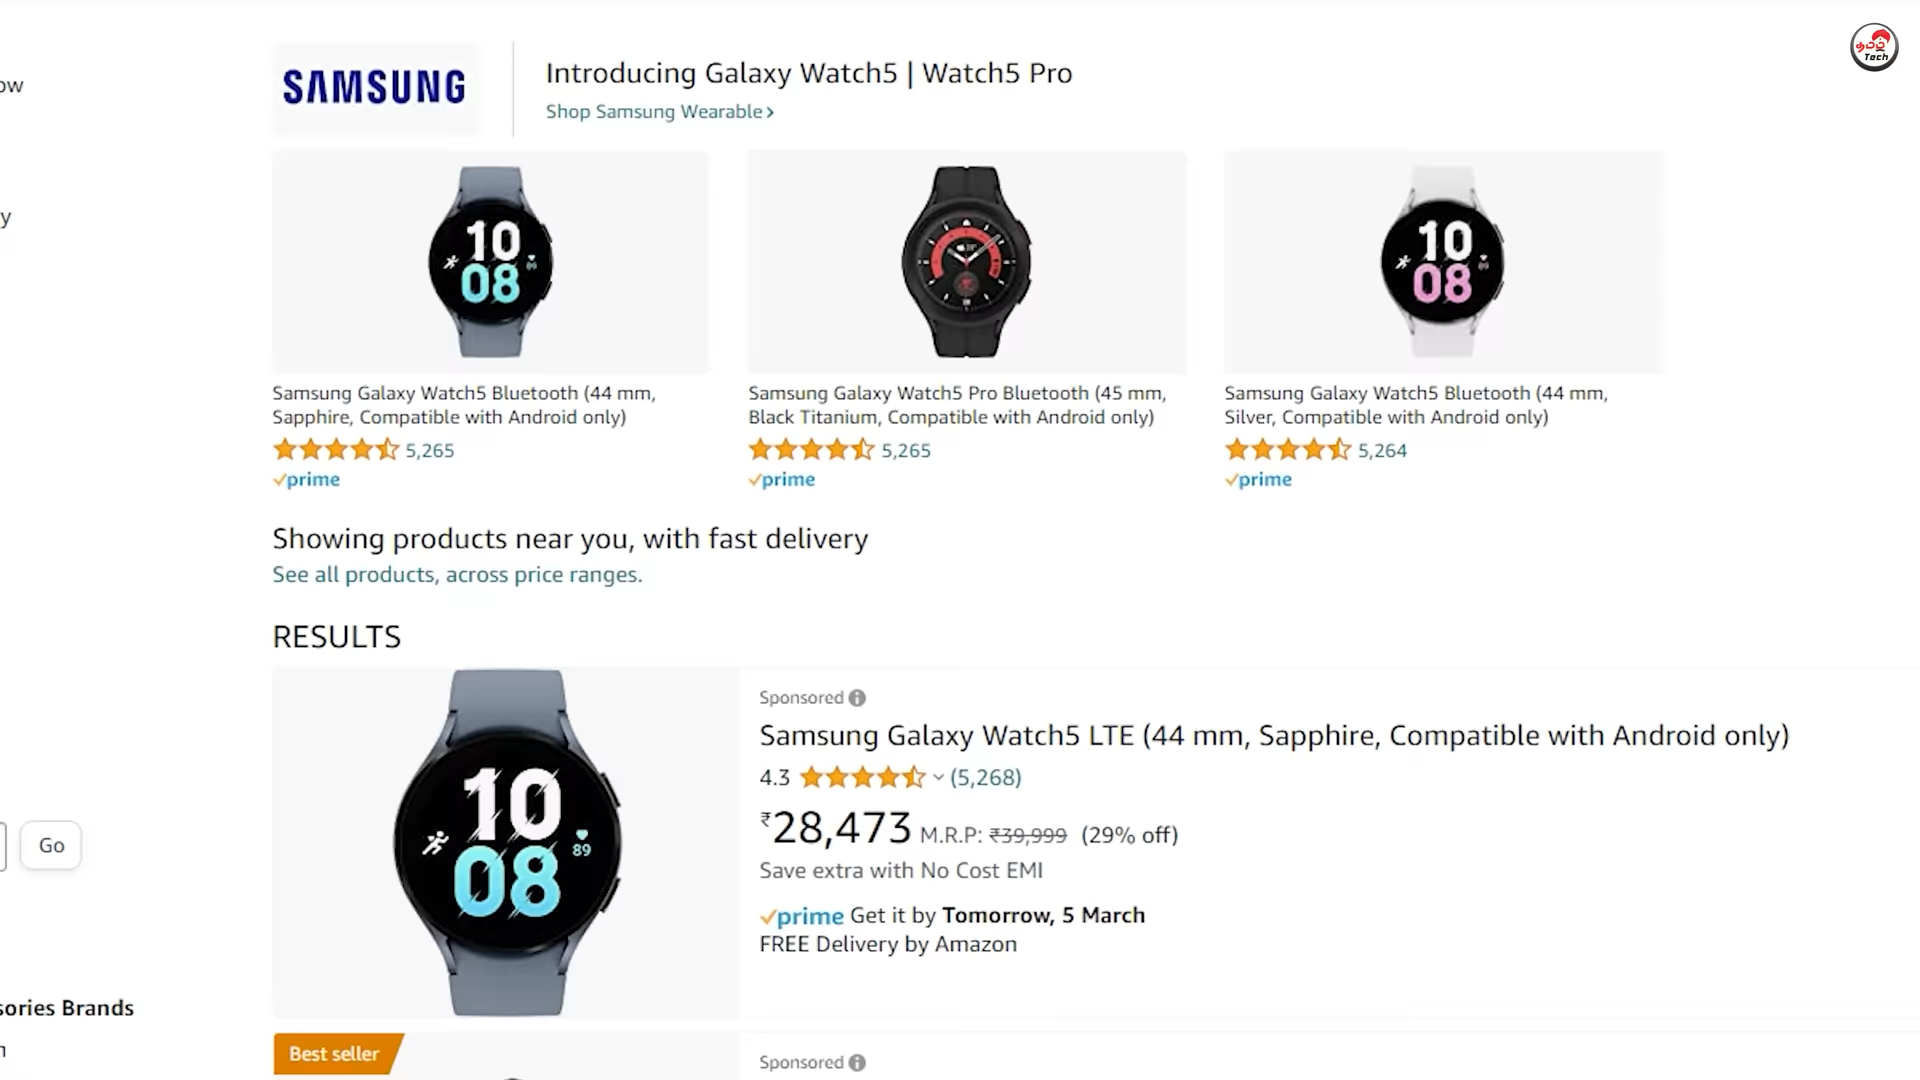 தமிழ்
Tech
ow
SAMSUNG
Introducing Galaxy Watch5 | Watch5 Pro
Shop Samsung Wearable
y
10
08
10
08
Samsung Galaxy Watch5 Bluetooth (44 mm,
Sapphire, Compatible with Android only)
5,265
prime
Samsung Galaxy Watch5 Pro Bluetooth (45 mm,
Black Titanium, Compatible with Android only)
5,265
prime
Samsung Galaxy Watch5 Bluetooth (44 mm,
Silver, Compatible with Android only)
5,264
prime
Showing products near you, with fast delivery
See all products, across price ranges.
RESULTS
10
08
89
Sponsored
Samsung Galaxy Watch5 LTE (44 mm, Sapphire, Compatible with Android only)
4.3 (5,268)
₹28,473 M.R.P: ₹39,999 (29% off)
Save extra with No Cost EMI
prime Get it by Tomorrow, 5 March
FREE Delivery by Amazon
Go
sories Brands
Best seller
Sponsored